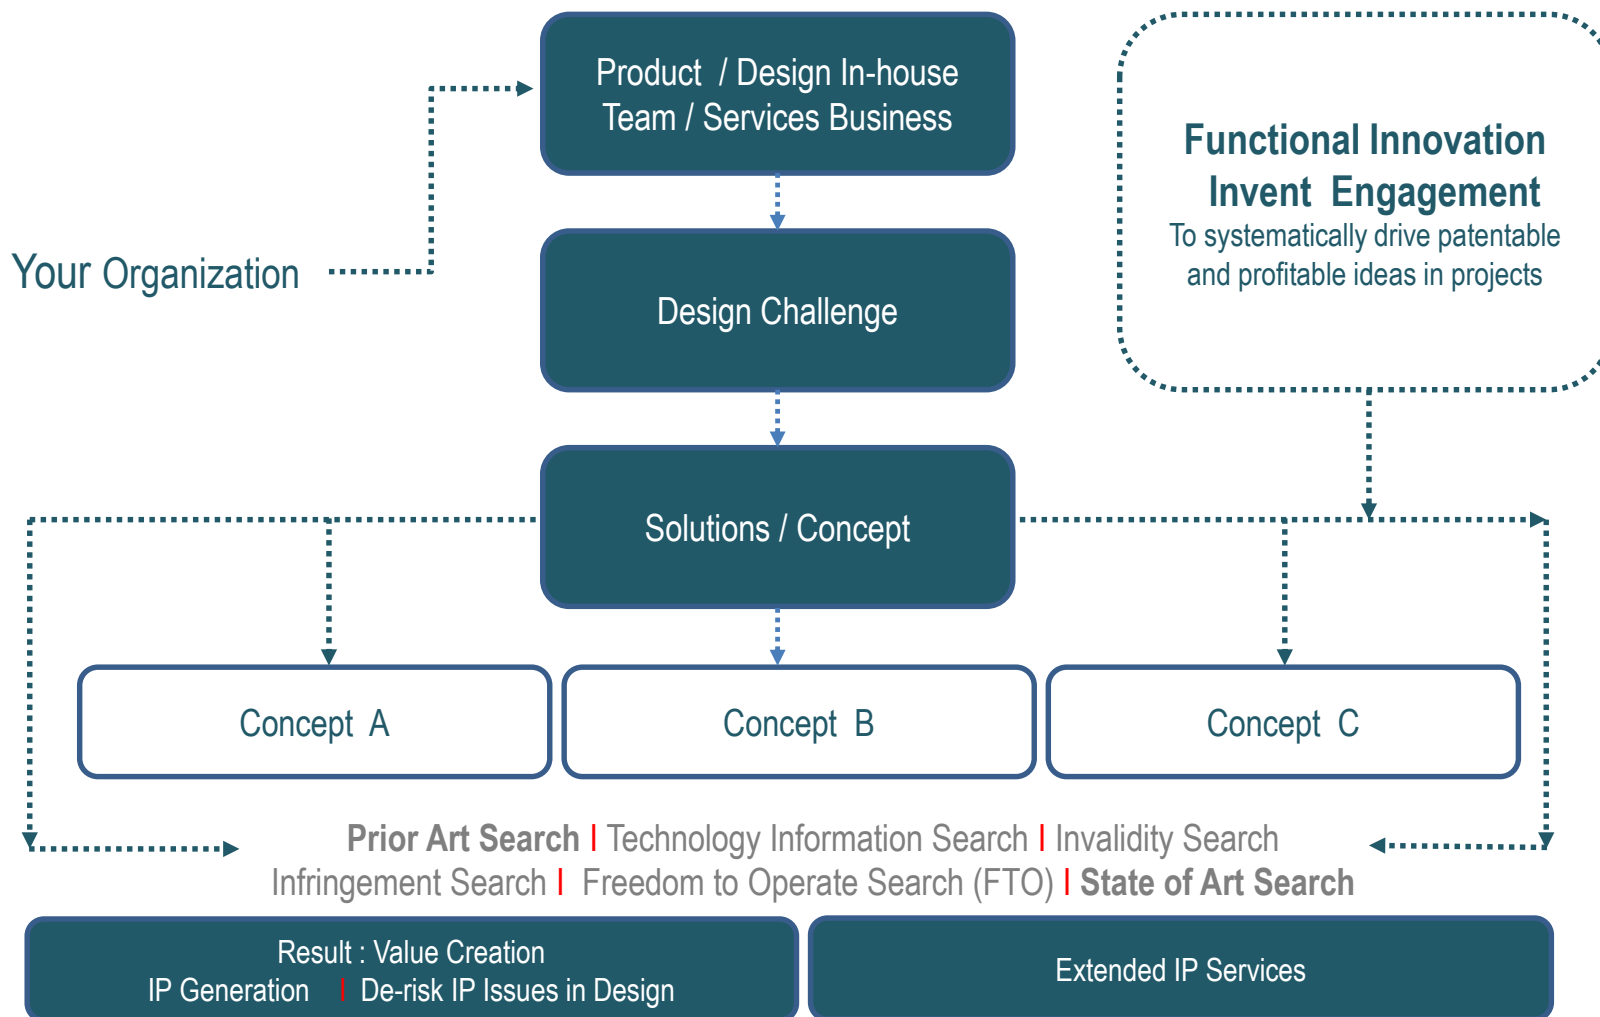 Product / Design In-house
Team / Services Business
Functional Innovation
Invent Engagement
To systematically drive patentable
and profitable ideas in projects
Your Organization
Design Challenge
Solutions / Concept
Concept A
Concept B
Concept C
Prior Art Search I Technology Information Search I Invalidity Search
Infringement Search I Freedom to Operate Search (FTO) I State of Art Search
Result : Value Creation
IP Generation I De-risk IP Issues in Design
Extended IP Services